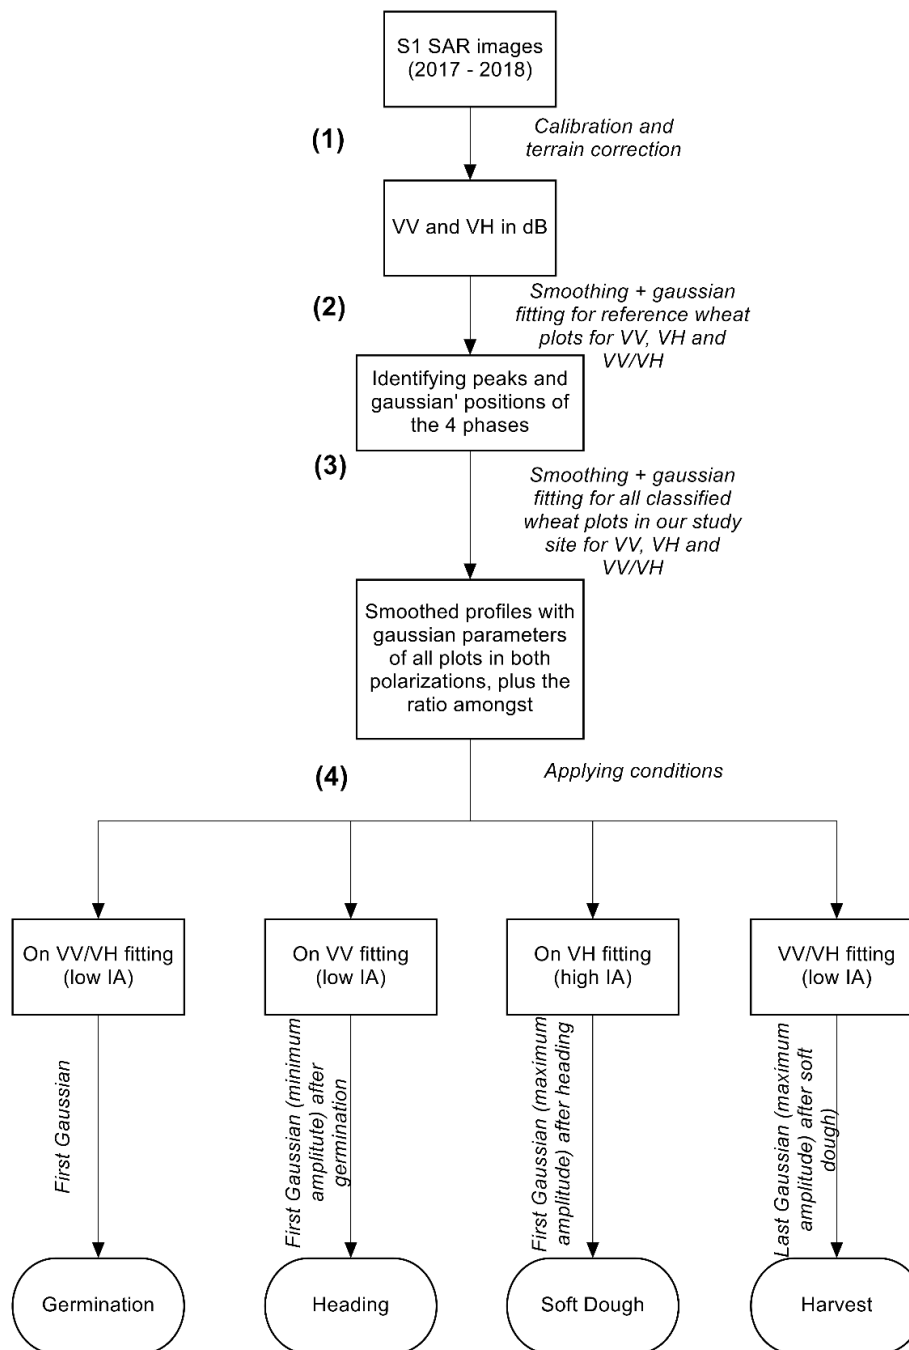 S1 SAR images
(2017 - 2018)
(1)
Calibration and
terrain correction
VV and VH in dB
(2)
Smoothing + gaussian
fitting for reference wheat
plots for VV, VH and
VV/VH
Identifying peaks and
gaussian' positions of
the 4 phases
(3)
Smoothing + gaussian
fitting for all classified
wheat plots in our study
site for VV, VH and
VV/VH
Smoothed profiles with
gaussian parameters
of all plots in both
polarizations, plus the
ratio amongst
(4)
Applying conditions
On VV/VH fitting
(low IA)
On VV fitting
(low IA)
On VH fitting
(high IA)
VV/VH fitting
(low IA)
First Gaussian
First Gaussian (minimum
amplitute) after
germination
First Gaussian (maximum
amplitude) after heading
Last Gaussian (maximum
amplitude) after soft
dough)
Germination
Heading
Soft Dough
Harvest